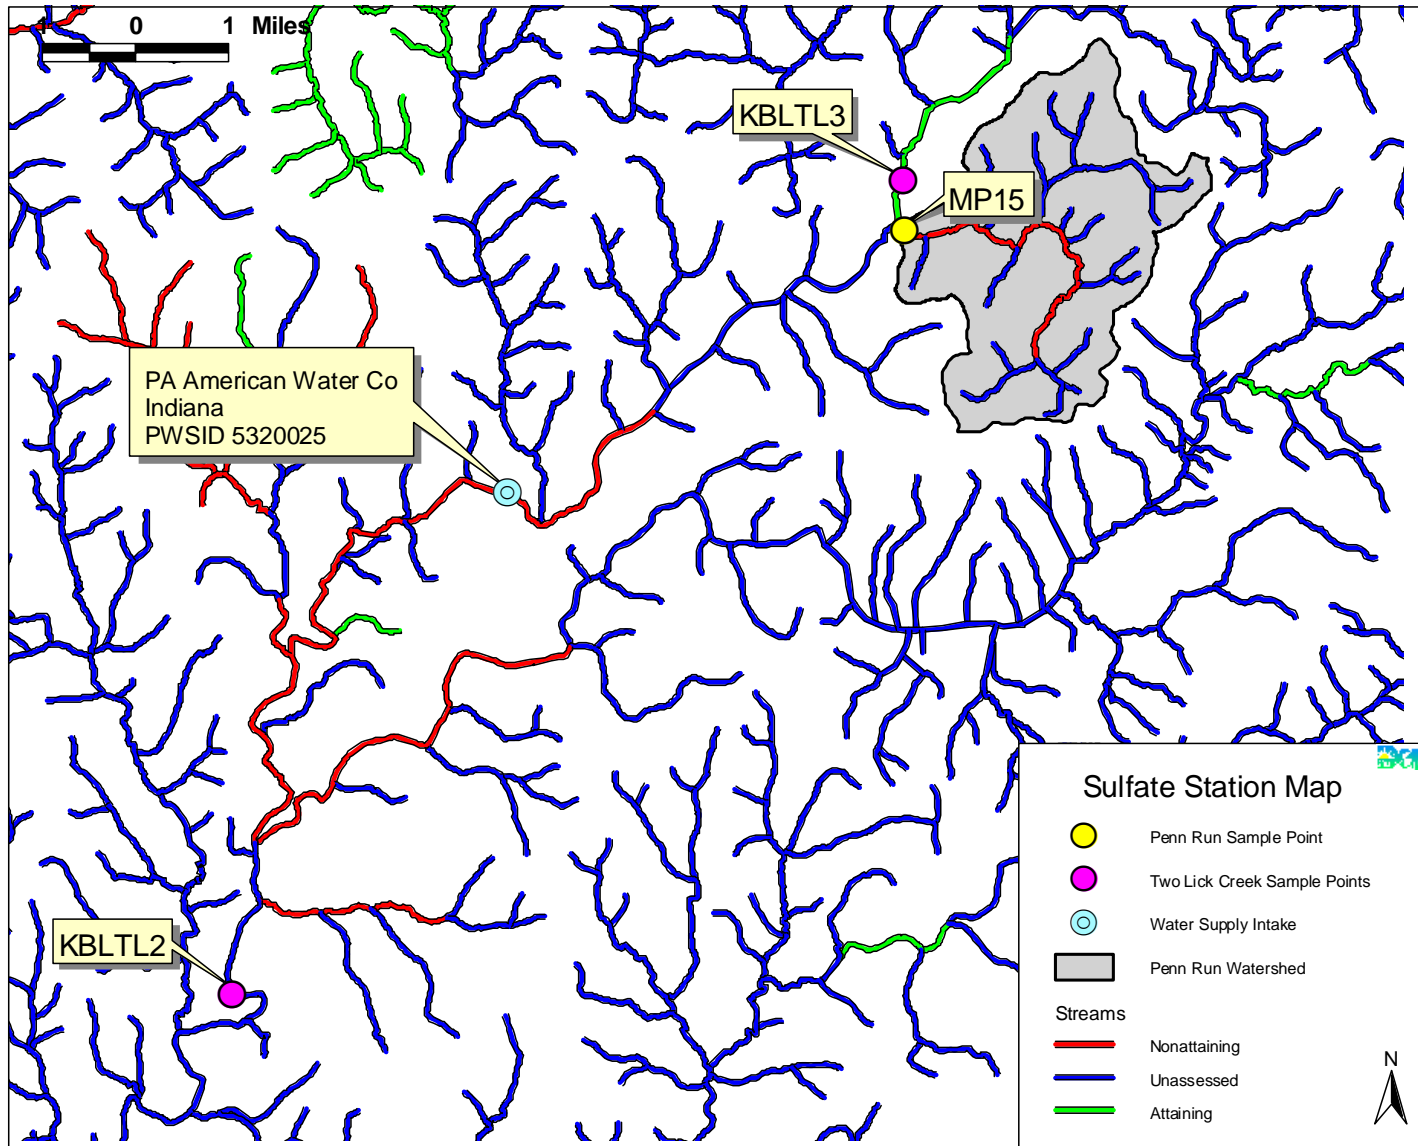 1 0 1 Miles
KBLTL3
MP15
PA American Water Co
Indiana
PWSID 5320025
KBLTL2
Sulfate Station Map
Penn Run Sample Point
Two Lick Creek Sample Points
Water Supply Intake
Penn Run Watershed
Streams
Nonattaining
Unassessed
Attaining
N